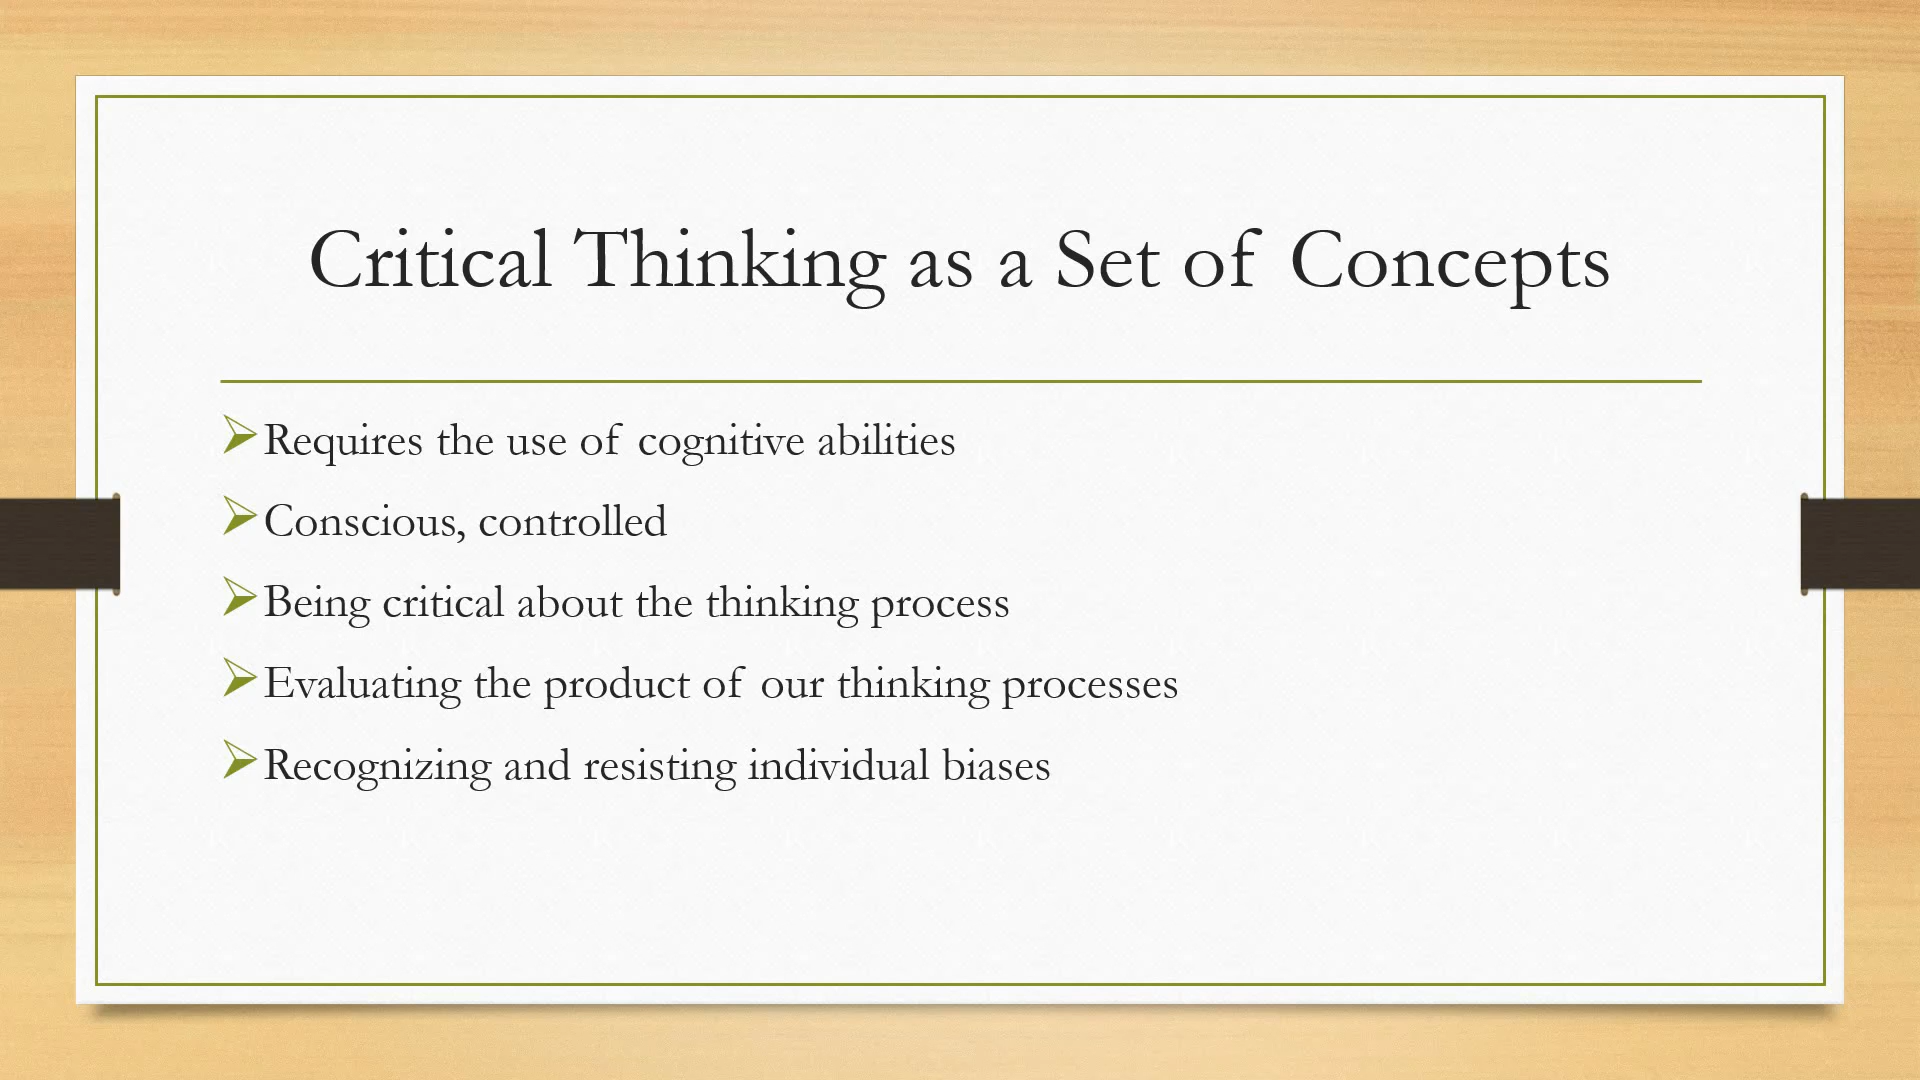 Critical Thinking as a Set of Concepts
Requires the use of cognitive abilities
Conscious, controlled
Being critical about the thinking process
Evaluating the product of our thinking processes
Recognizing and resisting individual biases